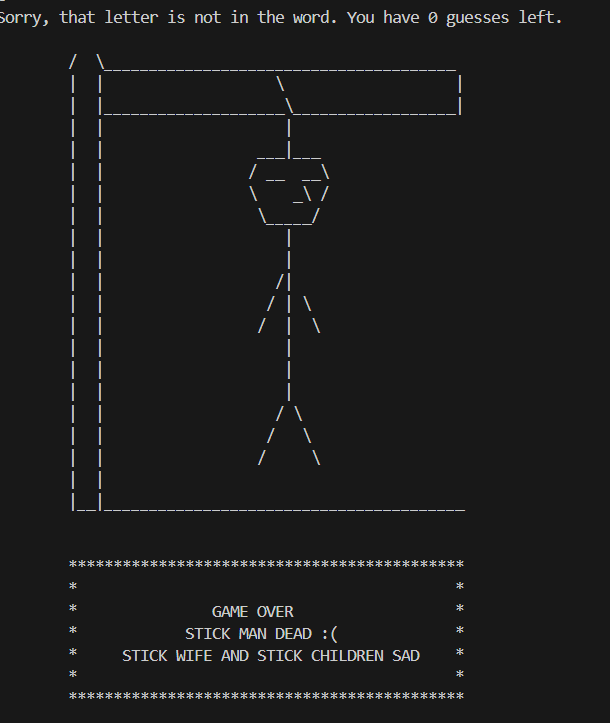 Sorry, that letter is not in the word. You have 0 guesses left.
GAME OVER
STICK MAN DEAD :(
STICK WIFE AND STICK CHILDREN SAD